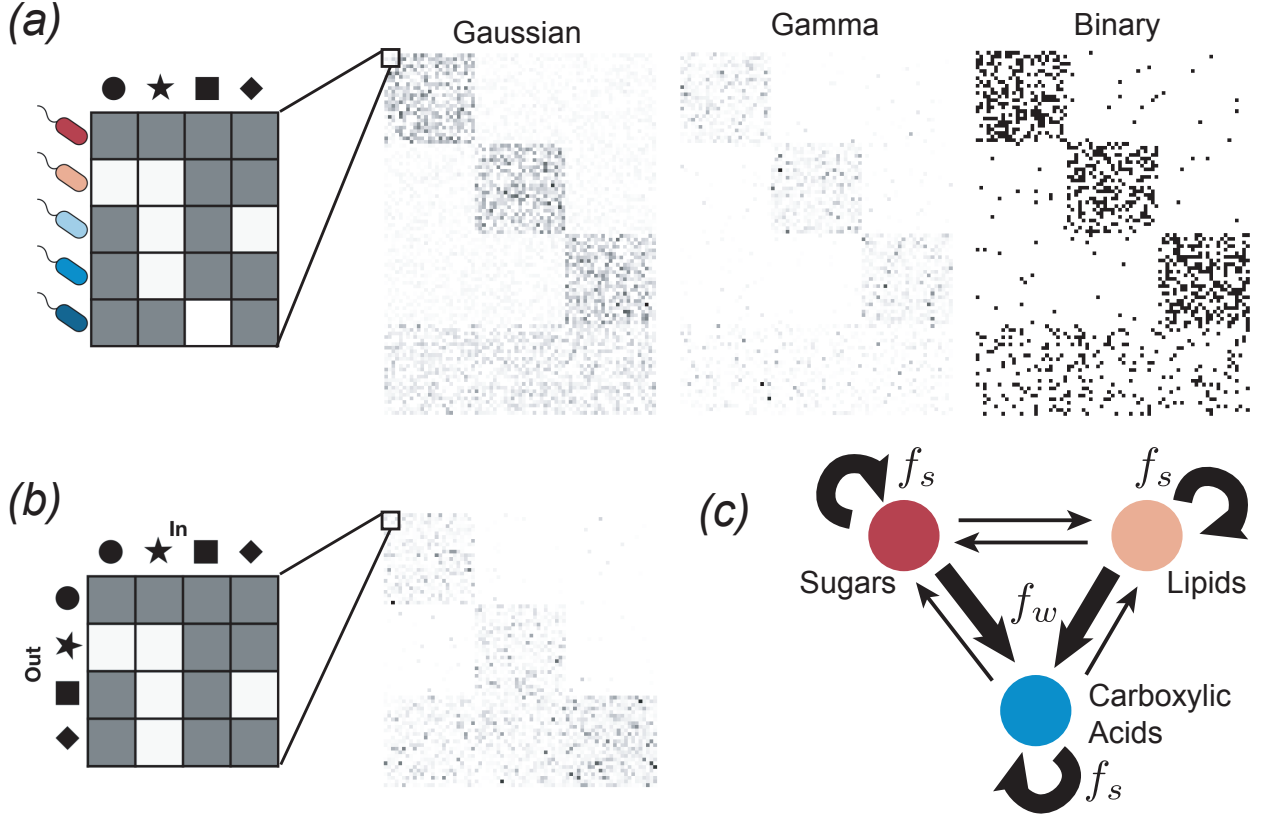 (a)
Gaussian
Gamma
Binary
(b)
In
Out
(c)
f_s
f_s
Sugars
Lipids
f_w
Carboxylic
Acids
f_s